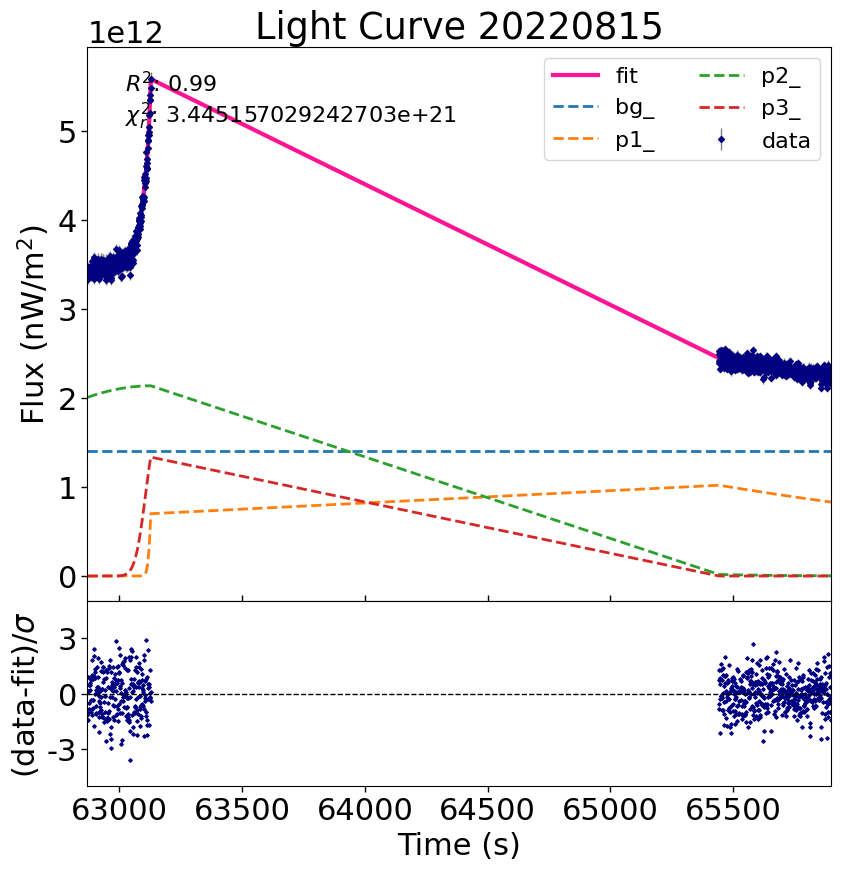 Light Curve 20220815
1e12
R²: 0.99
χ²ᵣ: 3.445157029242703e+21
fit
bg_
p1_
p2_
p3_
data
Flux (nW/m²)
5
4
3
2
1
0
(data-fit)/σ
3
0
-3
63000 63500 64000 64500 65000 65500
Time (s)